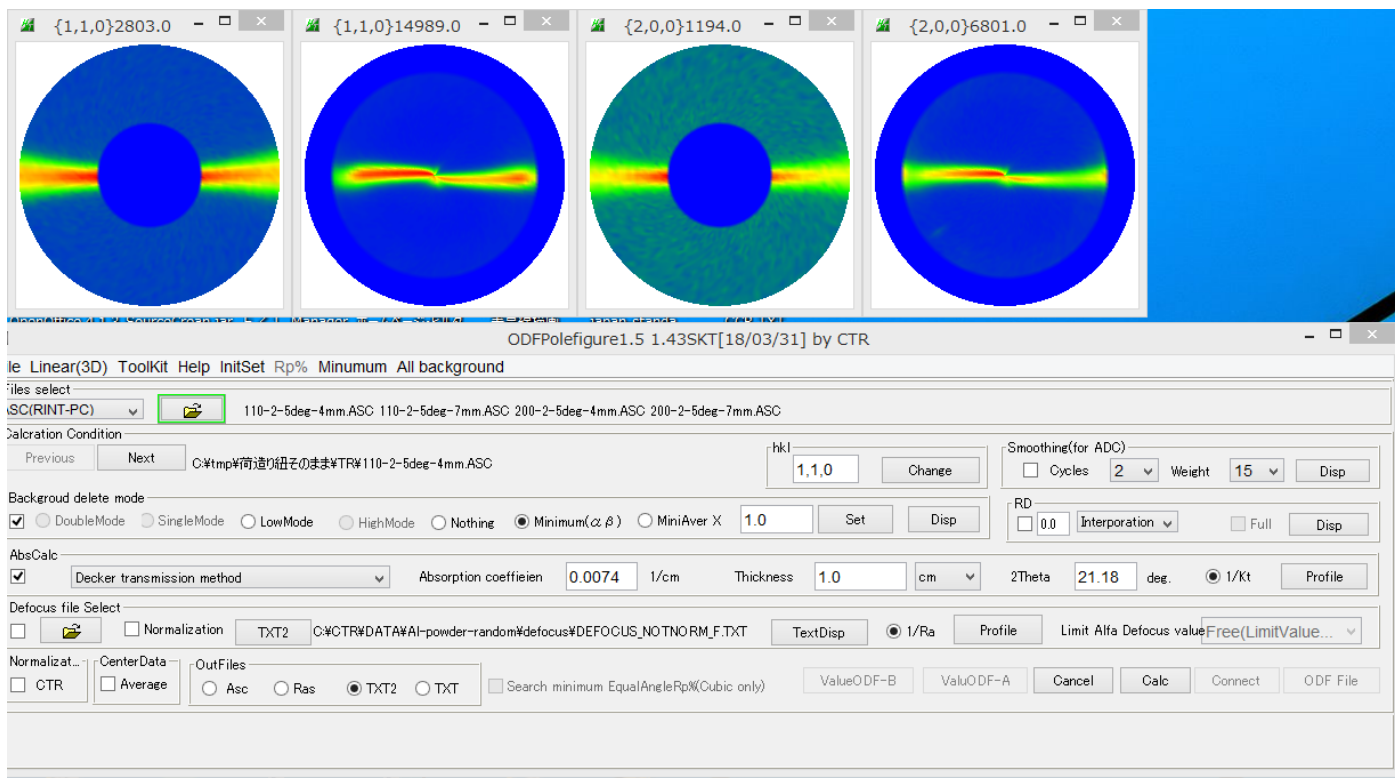 {1,1,0}2803.0
{1,1,0}14989.0
{2,0,0}1194.0
{2,0,0}6801.0
ODFPolefigure1.5 1.43SKT[18/03/31] by CTR
le Linear(3D) ToolKit Help InitSet Rp% Minumum All background
Files select
ASC(RINT-PC) 110-2-5deg-4mm.ASC 110-2-5deg-7mm.ASC 200-2-5deg-4mm.ASC 200-2-5deg-7mm.ASC
Calcration Condition
Previous Next C:¥tmp¥荷造り紐そのまま¥TR¥110-2-5deg-4mm.ASC
hkl
1,1,0 Change
Smoothing(for ADC)
Cycles 2 Weight 15 Disp
Backgroud delete mode
DoubleMode SingleMode LowMode HighMode Nothing Minimum(αβ) MiniAver X 1.0 Set Disp
RD
0.0 Interporation Full Disp
AbsCalc
Decker transmission method Absorption coeffieien 0.0074 1/cm Thickness 1.0 cm 2Theta 21.18 deg. 1/Kt Profile
Defocus file Select
Normalization TXT2 C:¥CTR¥DATA¥Al-powder-random¥defocus¥DEFOCUS_NOTNORM_F.TXT TextDisp 1/Ra Profile Limit Alfa Defocus value Free(LimitValue...
Normalizat...
CTR
CenterData
Average
OutFiles
Asc Ras TXT2 TXT
Search minimum EqualAngleRp%(Cubic only) ValueODF-B ValuODF-A Cancel Calc Connect ODF File